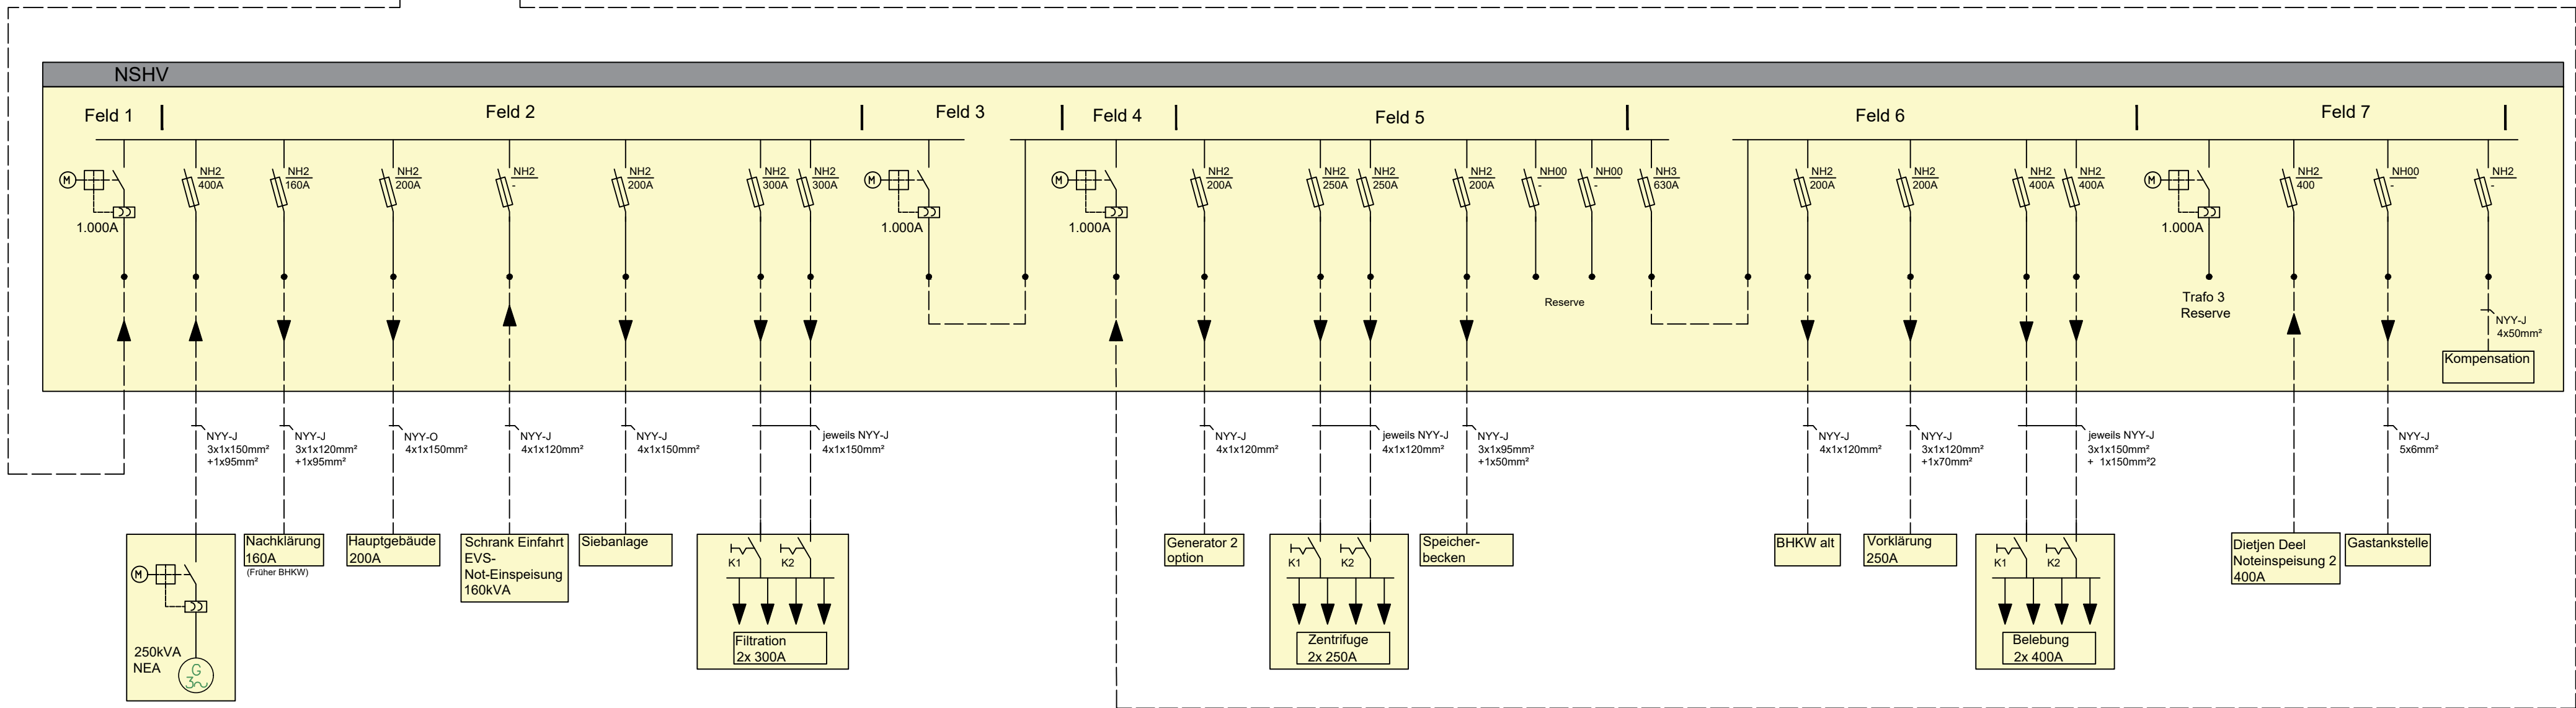 NSHV
Feld 1
Feld 2
Feld 3
Feld 4
Feld 5
Feld 6
Feld 7
M
1.000A
NH2
400A
NH2
160A
NH2
200A
NH2
-
NH2
200A
NH2
300A
NH2
300A
M
1.000A
M
1.000A
NH2
200A
NH2
250A
NH2
250A
NH2
200A
NH00
-
NH00
-
NH3
630A
NH2
200A
NH2
200A
NH2
400A
NH2
400A
M
1.000A
NH2
400
NH00
-
NH2
-
Reserve
Trafo 3
Reserve
NYY-J
4x50mm²
Kompensation
NYY-J
3x1x150mm²
+1x95mm²
NYY-J
3x1x120mm²
+1x95mm²
NYY-O
4x1x150mm²
NYY-J
4x1x120mm²
NYY-J
4x1x150mm²
jeweils NYY-J
4x1x150mm²
NYY-J
4x1x120mm²
jeweils NYY-J
4x1x120mm²
NYY-J
3x1x95mm²
+1x50mm²
NYY-J
4x1x120mm²
NYY-J
3x1x120mm²
+1x70mm²
jeweils NYY-J
3x1x150mm²
+ 1x150mm²2
NYY-J
5x6mm²
M
250kVA
NEA
G
3
Nachklärung
160A
(Früher BHKW)
Hauptgebäude
200A
Schrank Einfahrt
EVS-
Not-Einspeisung
160kVA
Siebanlage
K1
K2
Filtration
2x 300A
Generator 2
option
K1
K2
Zentrifuge
2x 250A
Speicher-
becken
BHKW alt
Vorklärung
250A
K1
K2
Belebung
2x 400A
Dietjen Deel
Noteinspeisung 2
400A
Gastankstelle